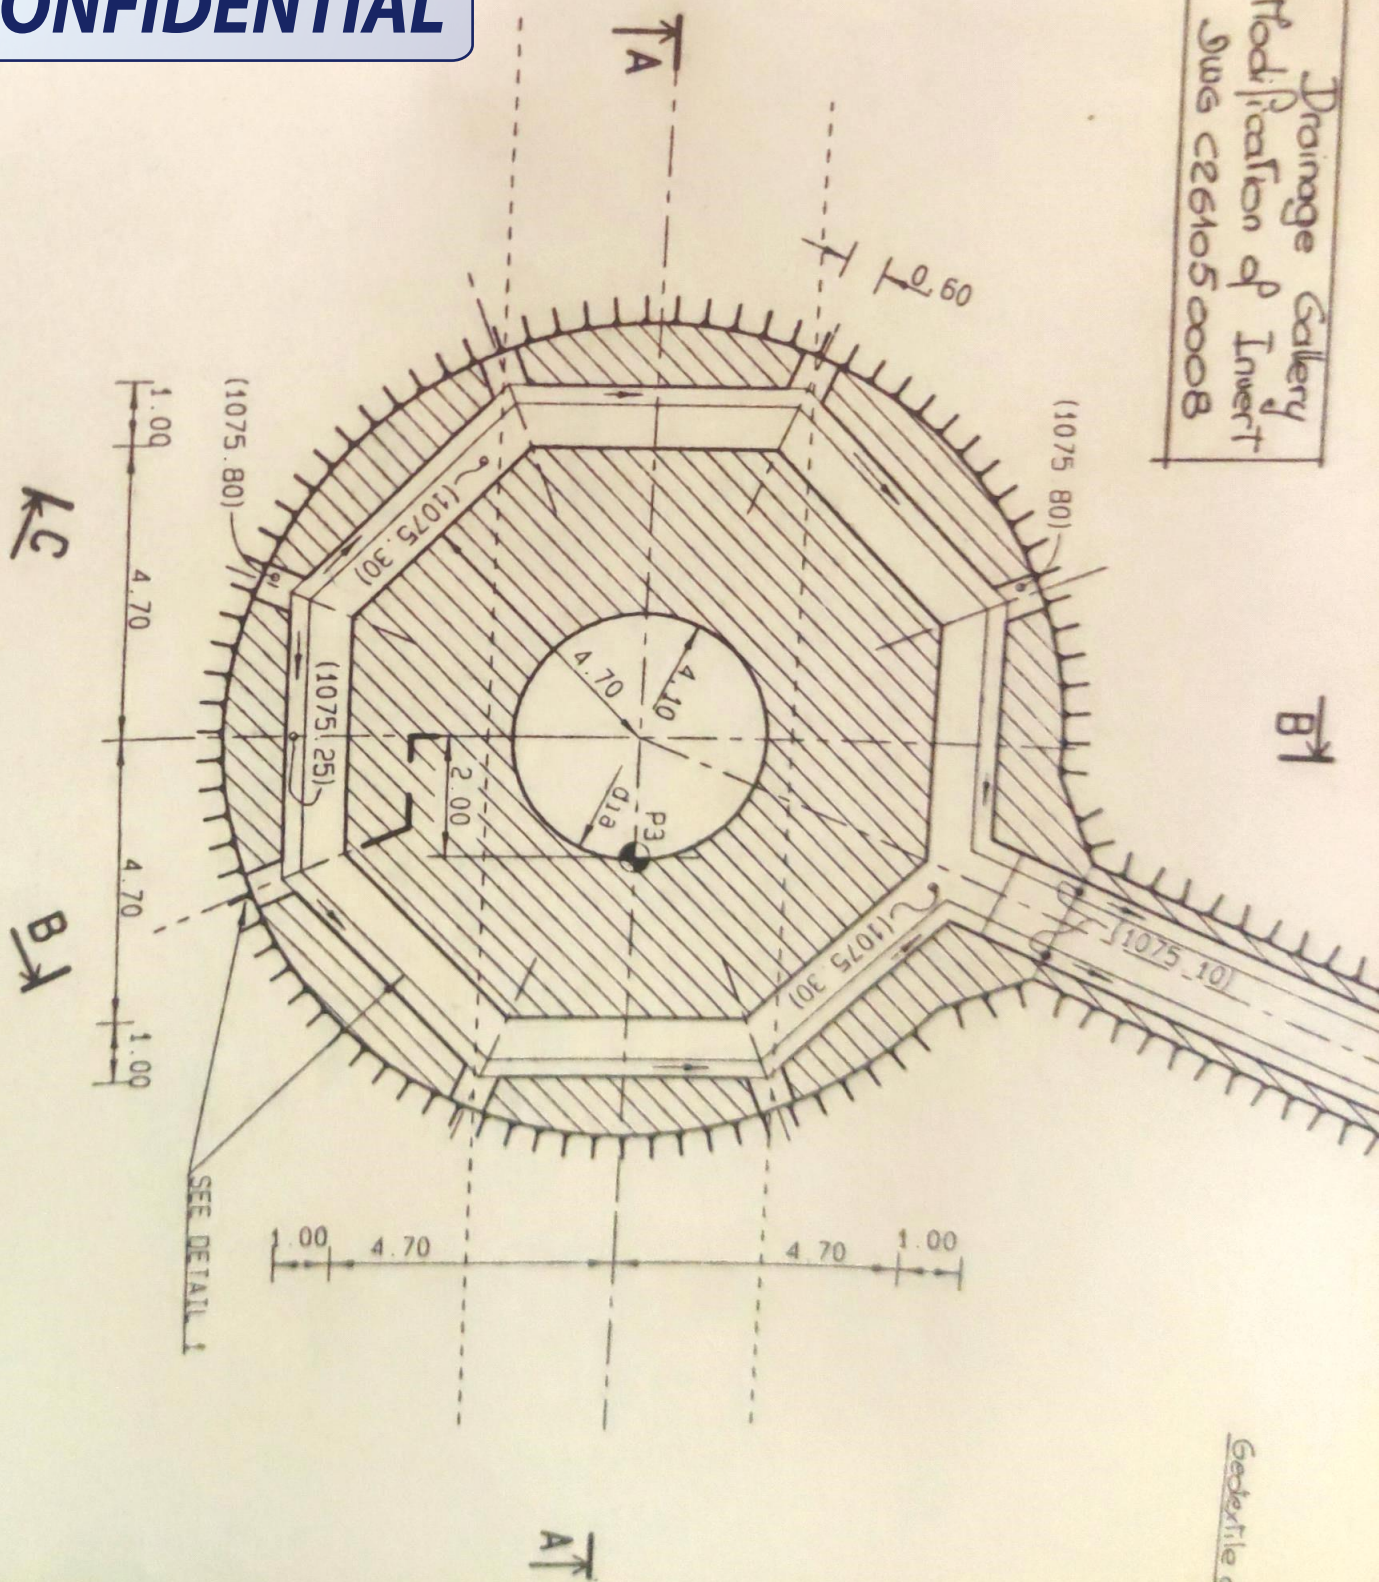 ONFIDENTIAL
Drainage Gallery
Modification of Invert
DWG C261050008
A
0.60
(1075.80)
(1075 80)
1.00
4.70
4.70
1.00
C
B
B
(1075.30)
(1075.25)
4.70
4.10
dia
P3
2.00
(1075 30)
(1075.10)
SEE DETAIL 1
1.00
4.70
4.70
1.00
A
Geotextile